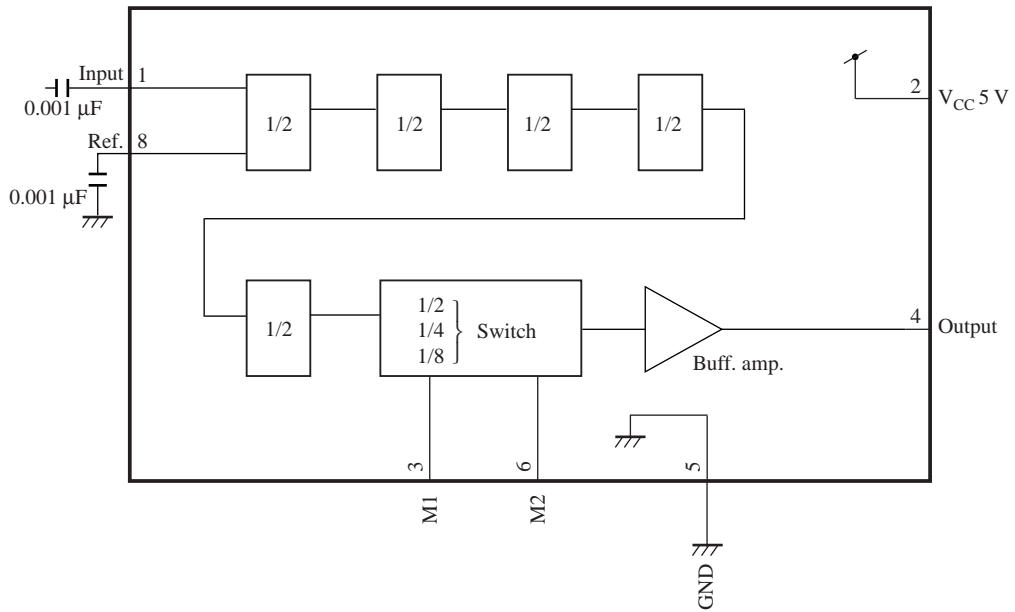 Input 1
0.001 μF
Ref. 8
0.001 μF
1/2
1/2
1/2
1/2
2 VCC 5 V
1/2
1/2
1/4
1/8
Switch
Buff. amp.
4 Output
3
M1
6
M2
5
GND